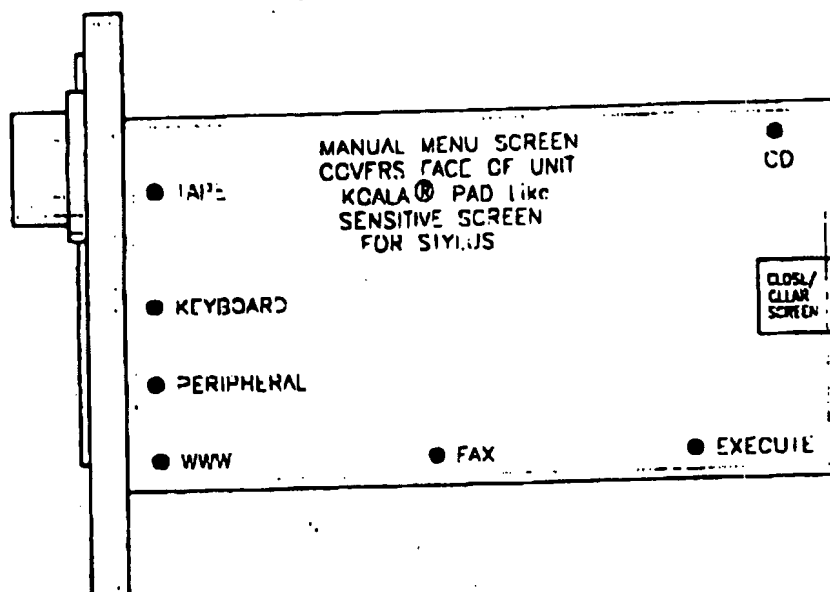 MANUAL MENU SCREEN
COVERS FACE OF UNIT
KOALA® PAD Like
SENSITIVE SCREEN
FOR STYLUS
CD
TAPE
CLOSE/
CLEAR
SCREEN
KEYBOARD
PERIPHERAL
WWW
FAX
EXECUTE